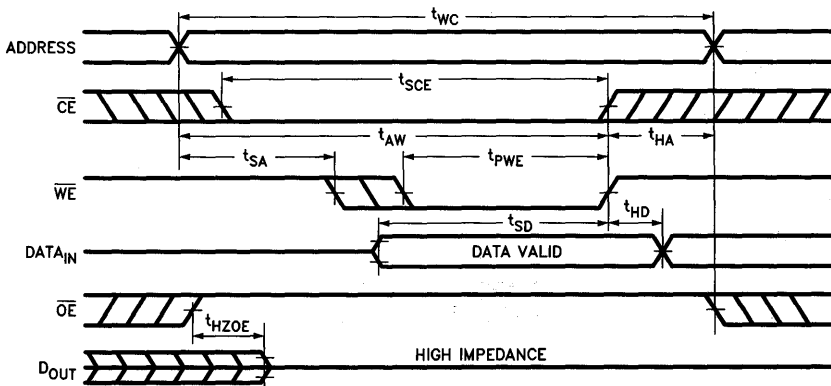 tWC
ADDRESS
tSCE
CE
tAW
tHA
tSA
tPWE
WE
tSD
tHD
DATAIN
DATA VALID
OE
tHZOE
HIGH IMPEDANCE
DOUT